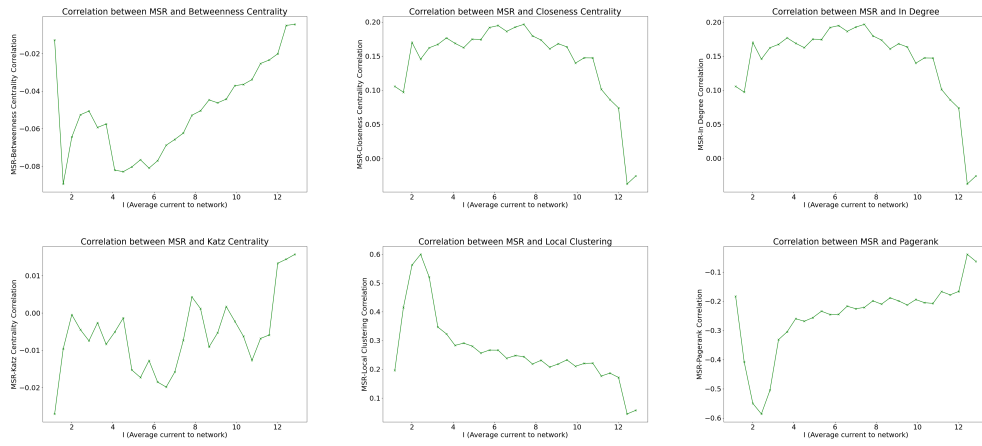 Correlation between MSR and Betweenness Centrality
MSR-Betweenness Centrality Correlation
−0.02
−0.04
−0.06
−0.08
2 4 6 8 10 12
I (Average current to network)
Correlation between MSR and Closeness Centrality
MSR-Closeness Centrality Correlation
0.20
0.15
0.10
0.05
0.00
2 4 6 8 10 12
I (Average current to network)
Correlation between MSR and In Degree
MSR-In Degree Correlation
0.20
0.15
0.10
0.05
0.00
2 4 6 8 10 12
I (Average current to network)
Correlation between MSR and Katz Centrality
MSR-Katz Centrality Correlation
0.01
0.00
−0.01
−0.02
2 4 6 8 10 12
I (Average current to network)
Correlation between MSR and Local Clustering
MSR-Local Clustering Correlation
0.6
0.5
0.4
0.3
0.2
0.1
2 4 6 8 10 12
I (Average current to network)
Correlation between MSR and Pagerank
MSR-Pagerank Correlation
−0.1
−0.2
−0.3
−0.4
−0.5
−0.6
2 4 6 8 10 12
I (Average current to network)